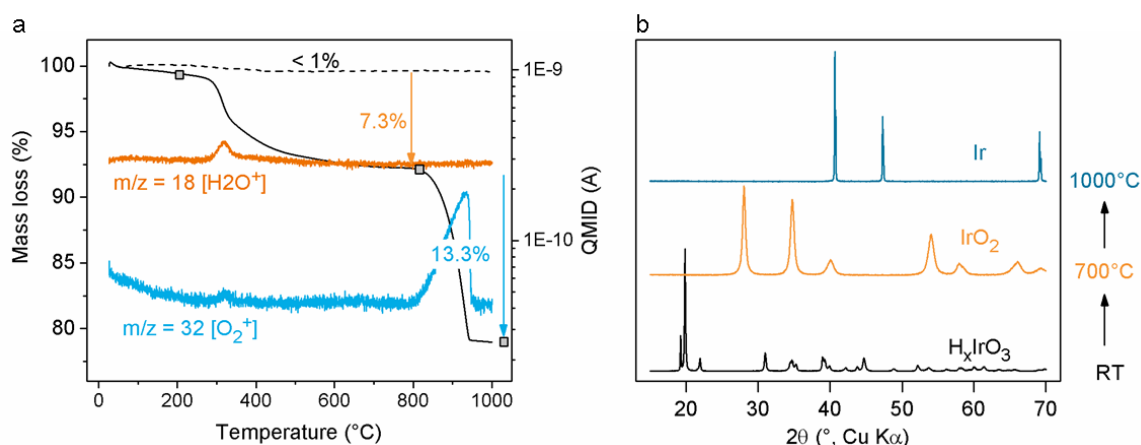 a
100
95
90
85
80
Mass loss (%)
< 1%
7.3%
13.3%
m/z = 18 [H2O⁺]
m/z = 32 [O₂⁺]
1E-9
1E-10
QMID (A)
0
200
400
600
800
1000
Temperature (°C)
b
Ir
IrO₂
HₓIrO₃
1000°C
700°C
RT
20
30
40
50
60
70
2θ (°, Cu Kα)